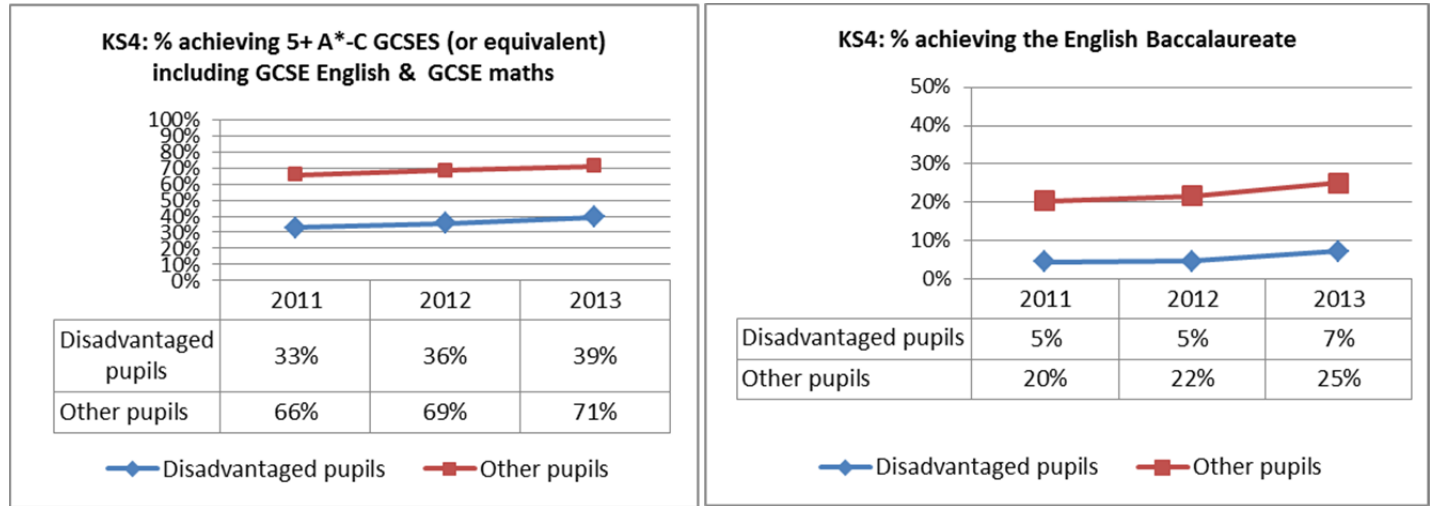 KS4: % achieving 5+ A*-C GCSES (or equivalent)
including GCSE English & GCSE maths
100%
90%
80%
70%
60%
50%
40%
30%
20%
10%
0%
2011 2012 2013
Disadvantaged
pupils 33% 36% 39%
Other pupils 66% 69% 71%
Disadvantaged pupils Other pupils
KS4: % achieving the English Baccalaureate
50%
40%
30%
20%
10%
0%
2011 2012 2013
Disadvantaged pupils 5% 5% 7%
Other pupils 20% 22% 25%
Disadvantaged pupils Other pupils